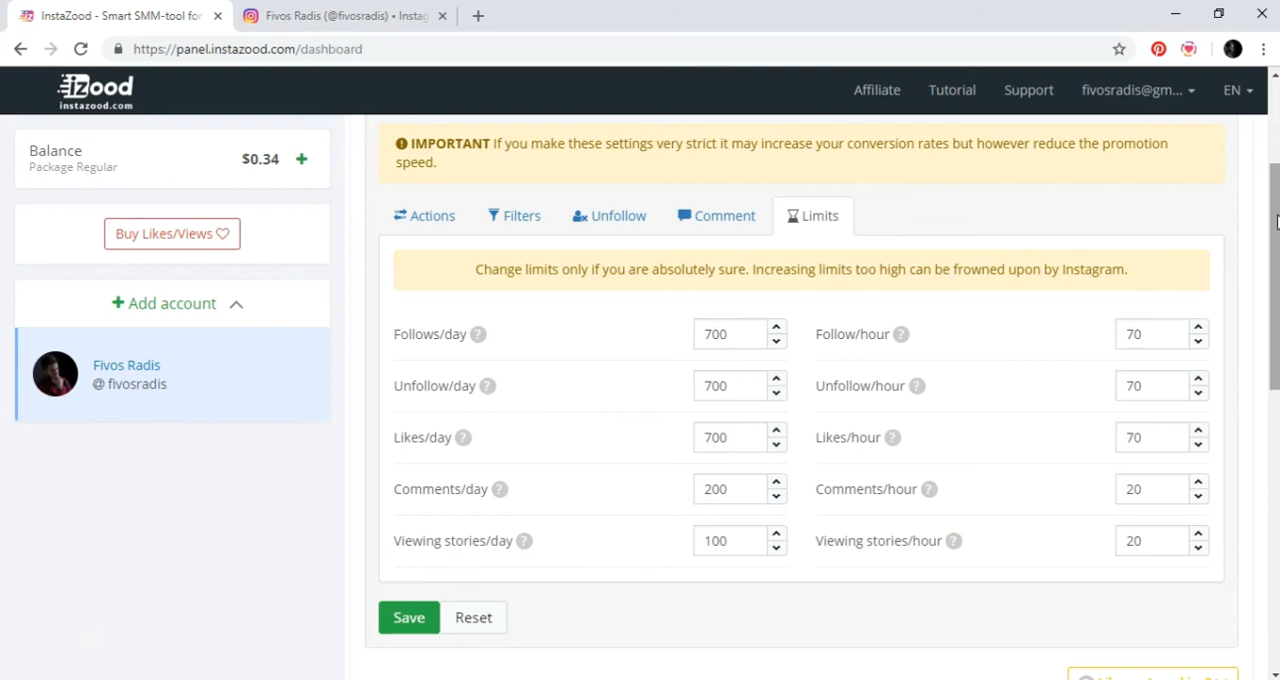 InstaZood - Smart SMM-tool for
Fivos Radis (@fivosradis) • Instag
https://panel.instazood.com/dashboard
iZood
instazood.com
Affiliate
Tutorial
Support
fivosradis@gm...
EN
Balance
Package Regular
$0.34
Buy Likes/Views
Add account
Fivos Radis
@ fivosradis
IMPORTANT If you make these settings very strict it may increase your conversion rates but however reduce the promotion
speed.
Actions
Filters
Unfollow
Comment
Limits
Change limits only if you are absolutely sure. Increasing limits too high can be frowned upon by Instagram.
Follows/day ? 700
Follow/hour ? 70
Unfollow/day ? 700
Unfollow/hour ? 70
Likes/day ? 700
Likes/hour ? 70
Comments/day ? 200
Comments/hour ? 20
Viewing stories/day ? 100
Viewing stories/hour ? 20
Save
Reset